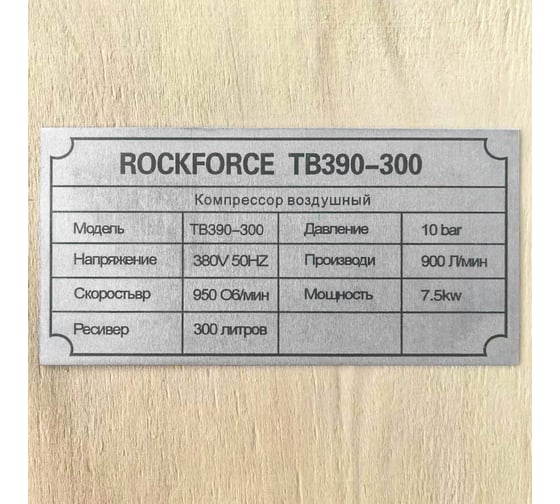 ROCKFORCE TB390-300
Компрессор воздушный
Модель TB390-300 Давление 10 bar
Напряжение 380V 50HZ Производи 900 Л/мин
Скоростьвр 950 Об/мин Мощность 7.5kw
Ресивер 300 литров